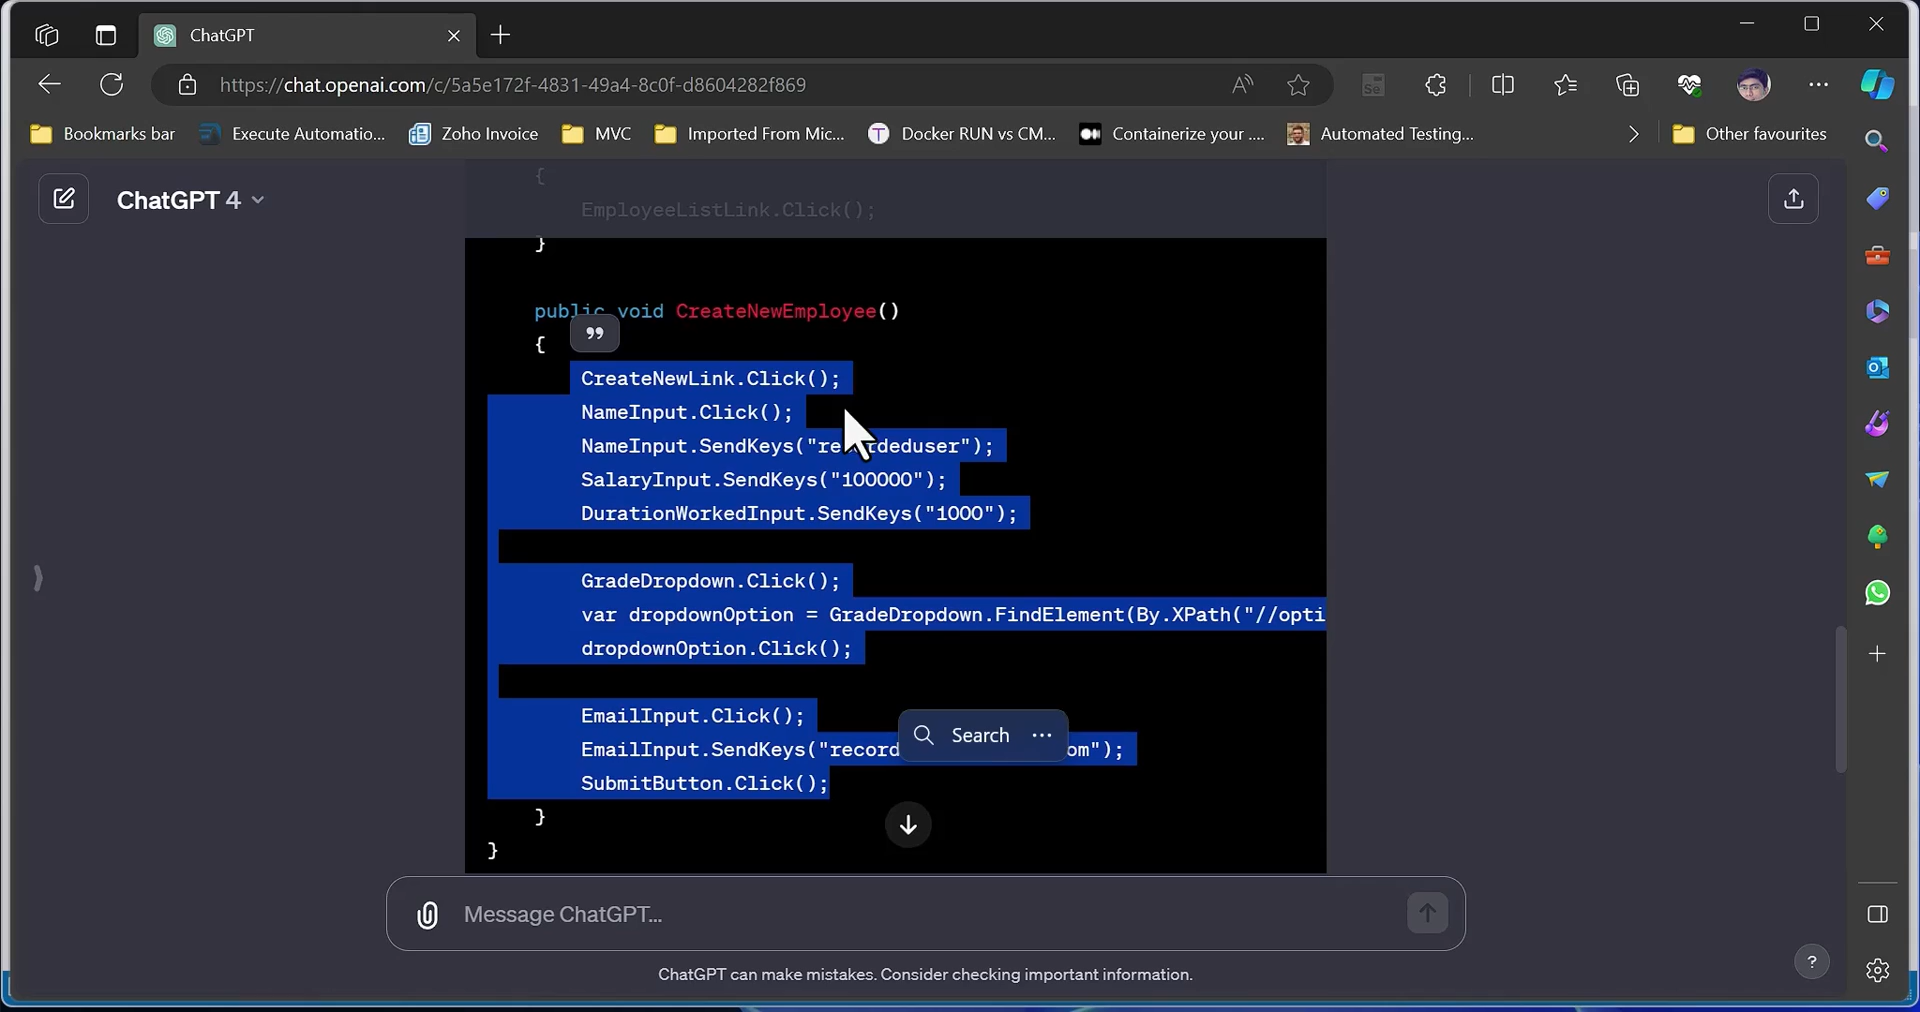 ChatGPT
https://chat.openai.com/c/5a5e172f-4831-49a4-8c0f-d8604282f869
Bookmarks bar
Execute Automatio...
Zoho Invoice
MVC
Imported From Mic...
Docker RUN vs CM...
Containerize your ....
Automated Testing...
Other favourites
ChatGPT 4
{
EmployeeListLink.Click();
}
public void CreateNewEmployee()
{
CreateNewLink.Click();
NameInput.Click();
NameInput.SendKeys("recordeduser");
SalaryInput.SendKeys("100000");
DurationWorkedInput.SendKeys("1000");
GradeDropdown.Click();
var dropdownOption = GradeDropdown.FindElement(By.XPath("//opti
dropdownOption.Click();
EmailInput.Click();
EmailInput.SendKeys("record om");
Search
SubmitButton.Click();
}
}
Message ChatGPT...
ChatGPT can make mistakes. Consider checking important information.
?